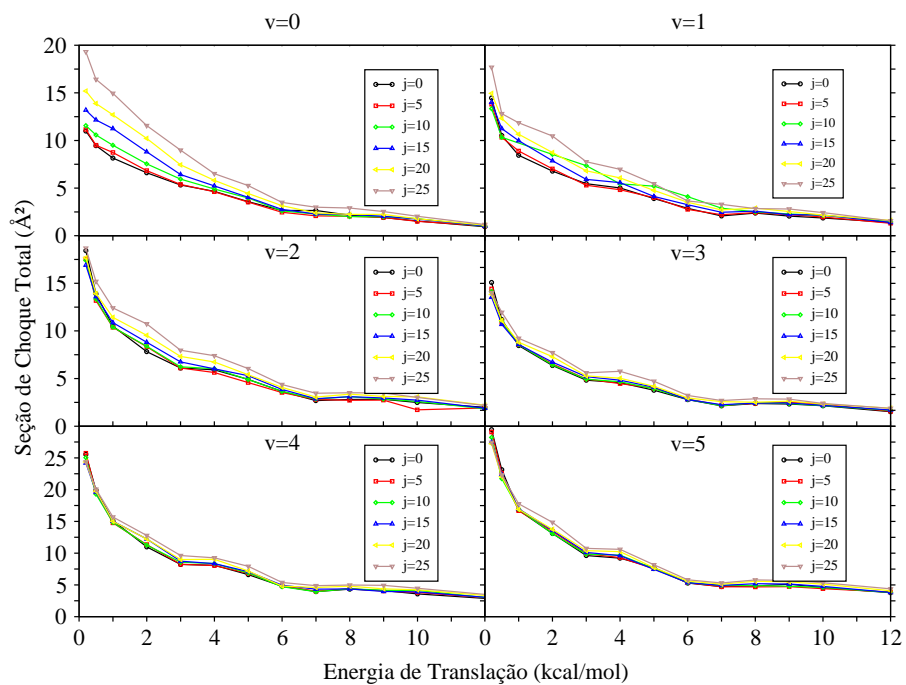 v=0
v=1
20
15
10
5
0
j=0
j=5
j=10
j=15
j=20
j=25
j=0
j=5
j=10
j=15
j=20
j=25
v=2
v=3
15
10
5
0
j=0
j=5
j=10
j=15
j=20
j=25
j=0
j=5
j=10
j=15
j=20
j=25
v=4
v=5
25
20
15
10
5
0
j=0
j=5
j=10
j=15
j=20
j=25
j=0
j=5
j=10
j=15
j=20
j=25
0 2 4 6 8 10
0 2 4 6 8 10 12
Seção de Choque Total (Å²)
Energia de Translação (kcal/mol)